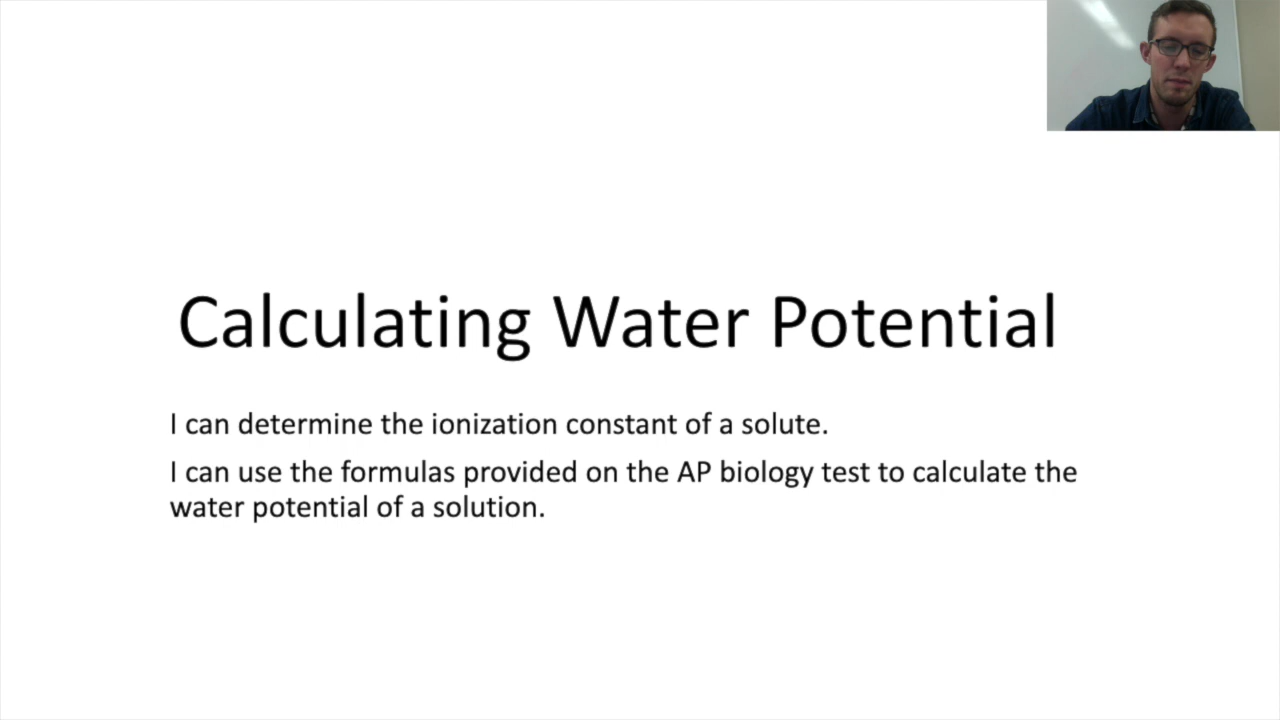 Calculating Water Potential
I can determine the ionization constant of a solute.
I can use the formulas provided on the AP biology test to calculate the
water potential of a solution.